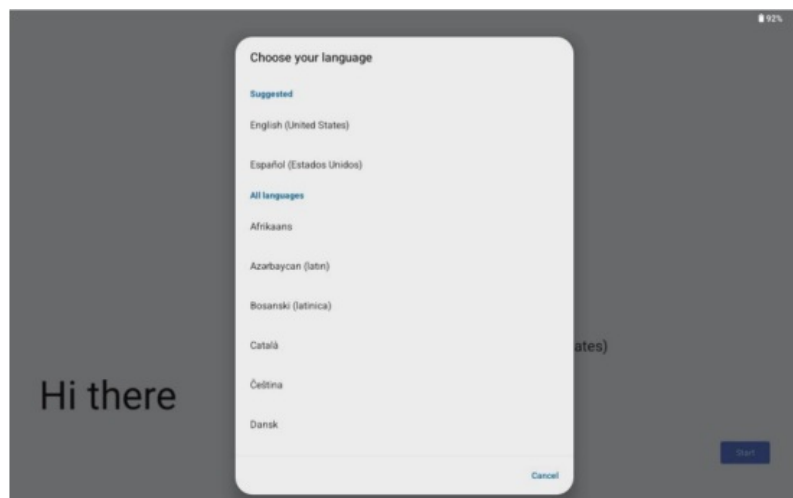 92%
Choose your language
Suggested
English (United States)
Español (Estados Unidos)
All languages
Afrikaans
Azərbaycan (latın)
Bosanski (latinica)
Català
Čeština
Dansk
ates)
Hi there
Start
Cancel